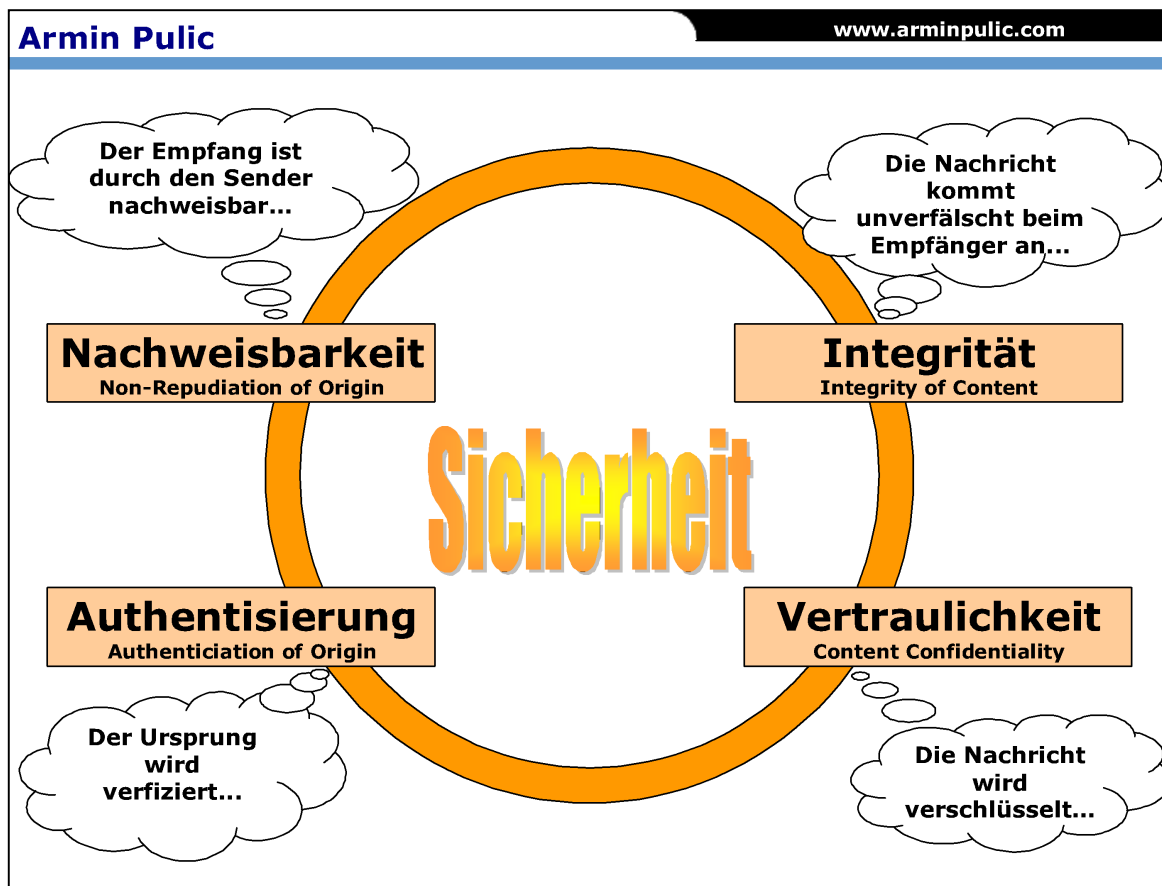 Armin Pulic
www.arminpulic.com
Der Empfang ist
durch den Sender
nachweisbar...
Die Nachricht
kommt
unverfälscht beim
Empfänger an...
Nachweisbarkeit
Non-Repudiation of Origin
Integrität
Integrity of Content
Sicherheit
Authentisierung
Authenticiation of Origin
Vertraulichkeit
Content Confidentiality
Der Ursprung
wird
verfiziert...
Die Nachricht
wird
verschlüsselt...